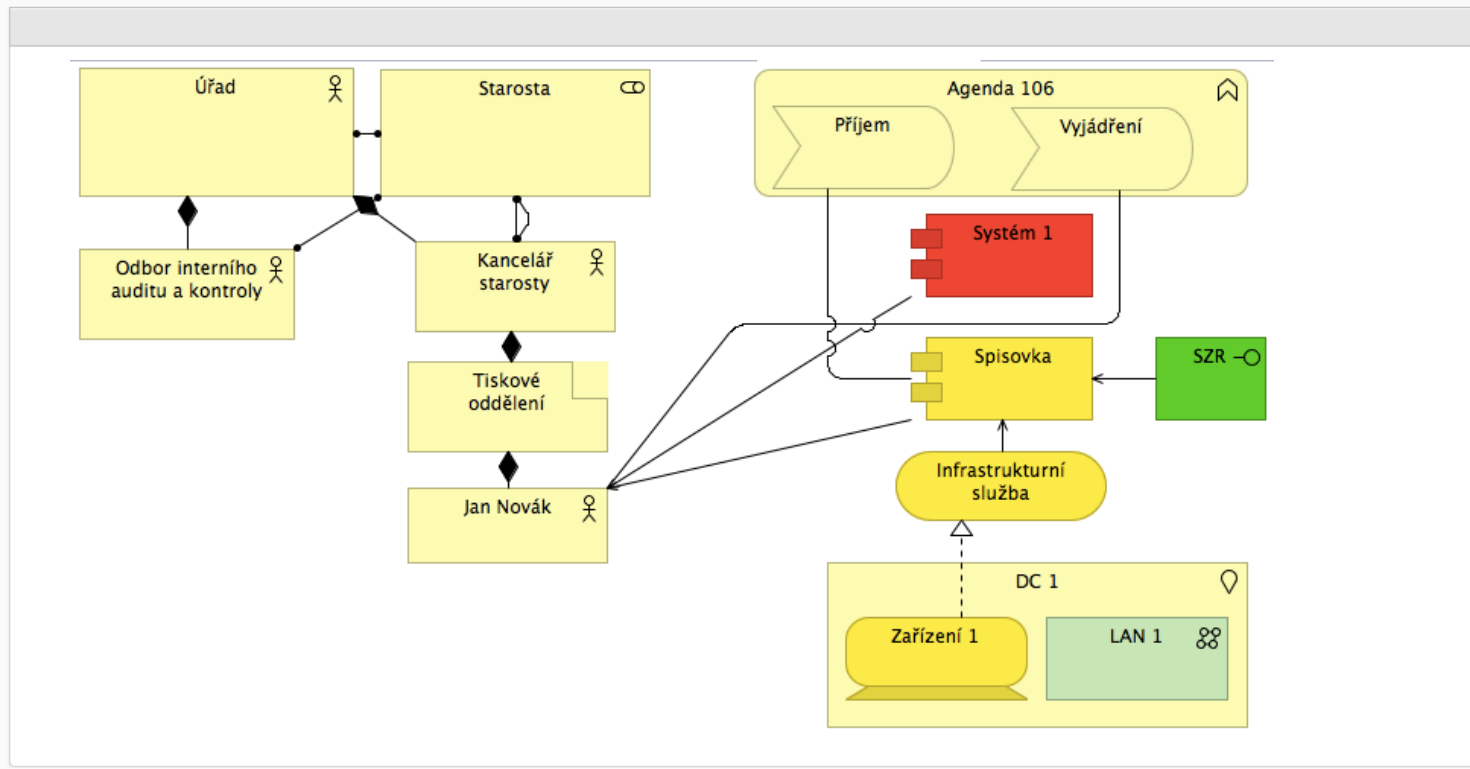 Úřad
Starosta
Agenda 106
Příjem
Vyjádření
Systém 1
Odbor interního
auditu a kontroly
Kancelář
starosty
Spisovka
SZR
Tiskové
oddělení
Infrastrukturní
služba
Jan Novák
DC 1
Zařízení 1
LAN 1